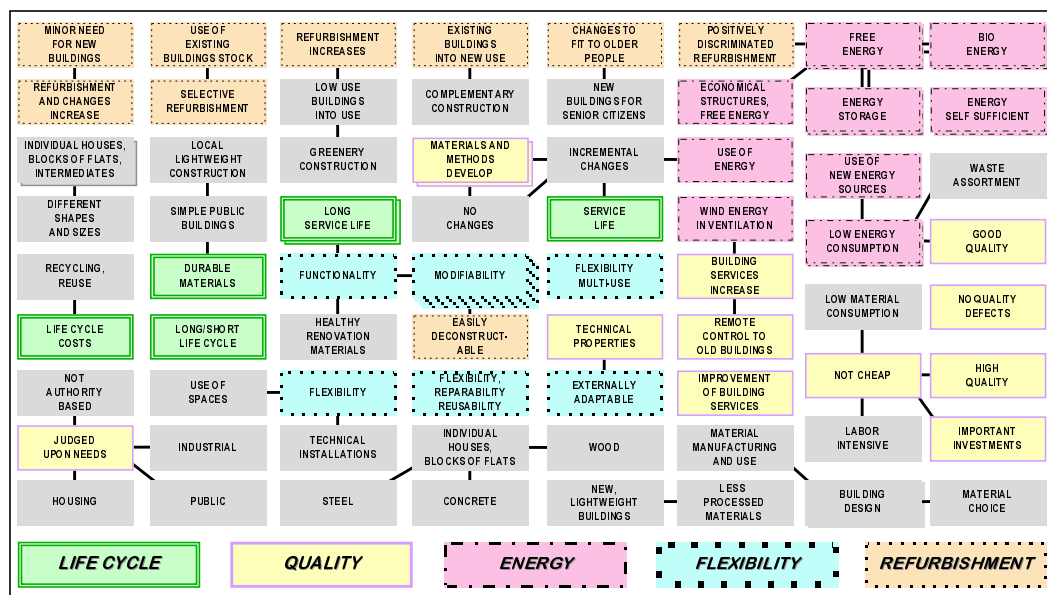 MINOR NEED
FOR NEW
BUILDINGS
USE OF
EXISTING
BUILDINGS STOCK
REFURBISHMENT
INCREASES
EXISTING
BUILDINGS
INTO NEW USE
CHANGES TO
FIT TO OLDER
PEOPLE
POSITIVELY
DISCRIMINATED
REFURBISHMENT
FREE
ENERGY
BIO
ENERGY
REFURBISHMENT
AND CHANGES
INCREASE
SELECTIVE
REFURBISHMENT
LOW USE
BUILDINGS
INTO USE
COMPLEMENTARY
CONSTRUCTION
NEW
BUILDINGS FOR
SENIOR CITIZENS
ECONOMICAL
STRUCTURES,
FREE ENERGY
ENERGY
STORAGE
ENERGY
SELF SUFFICIENT
INDIVIDUAL HOUSES,
BLOCKS OF FLATS,
INTERMEDIATES
LOCAL
LIGHTWEIGHT
CONSTRUCTION
GREENERY
CONSTRUCTION
MATERIALS AND
METHODS
DEVELOP
INCREMENTAL
CHANGES
USE OF
ENERGY
USE OF
NEW ENERGY
SOURCES
WASTE
ASSORTMENT
DIFFERENT
SHAPES
AND SIZES
SIMPLE PUBLIC
BUILDINGS
LONG
SERVICE LIFE
NO
CHANGES
SERVICE
LIFE
WIND ENERGY
IN VENTILATION
LOW ENERGY
CONSUMPTION
GOOD
QUALITY
RECYCLING,
REUSE
DURABLE
MATERIALS
FUNCTIONALITY
MODIFIABILITY
FLEXIBILITY
MULTI-USE
BUILDING
SERVICES
INCREASE
LOW MATERIAL
CONSUMPTION
NO QUALITY
DEFECTS
LIFE CYCLE
COSTS
LONG/SHORT
LIFE CYCLE
HEALTHY
RENOVATION
MATERIALS
EASILY
DECONSTRUCT-
ABLE
TECHNICAL
PROPERTIES
REMOTE
CONTROL TO
OLD BUILDINGS
NOT CHEAP
HIGH
QUALITY
NOT
AUTHORITY
BASED
USE OF
SPACES
FLEXIBILITY
FLEXIBILITY,
REPARABILITY
REUSABILITY
EXTERNALLY
ADAPTABLE
IMPROVEMENT
OF BUILDING
SERVICES
LABOR
INTENSIVE
IMPORTANT
INVESTMENTS
JUDGED
UPON NEEDS
INDUSTRIAL
TECHNICAL
INSTALLATIONS
INDIVIDUAL
HOUSES,
BLOCKS OF FLATS
WOOD
MATERIAL
MANUFACTURING
AND USE
HOUSING
PUBLIC
STEEL
CONCRETE
NEW,
LIGHTWEIGHT
BUILDINGS
LESS
PROCESSED
MATERIALS
BUILDING
DESIGN
MATERIAL
CHOICE
LIFE CYCLE
QUALITY
ENERGY
FLEXIBILITY
REFURBISHMENT